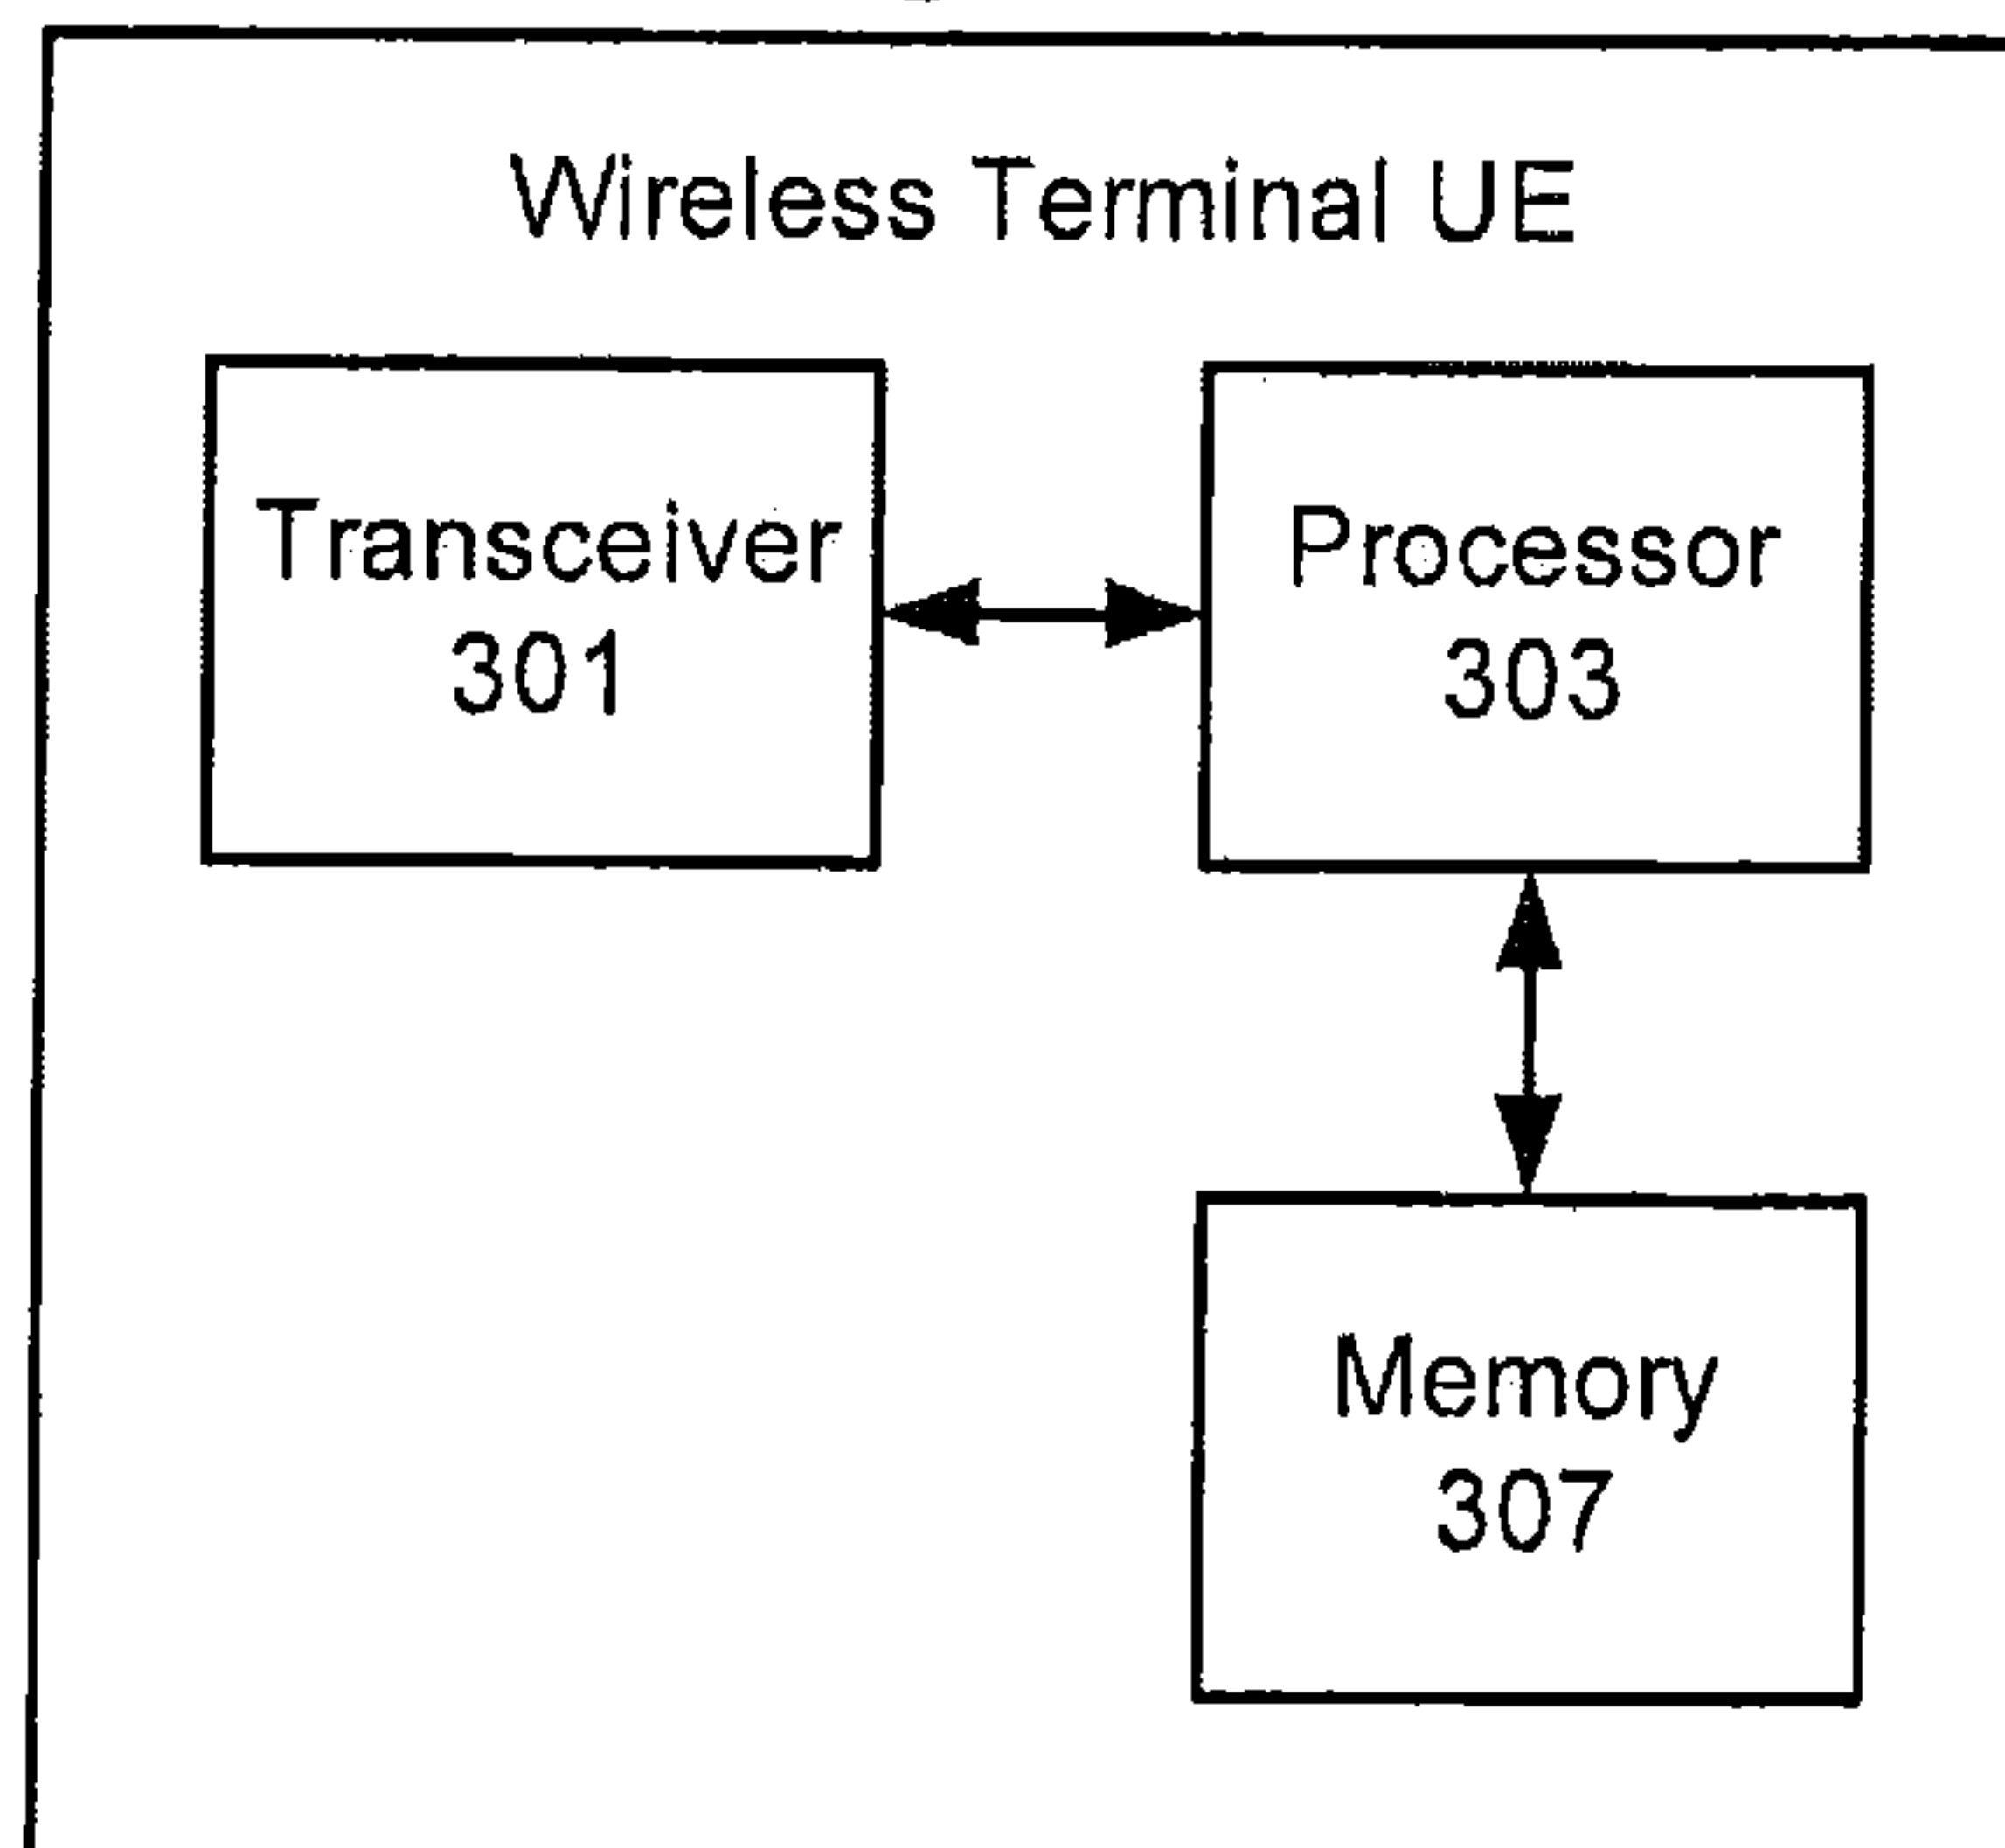 Wireless Terminal UE
Transceiver
301
Processor
303
Memory
307